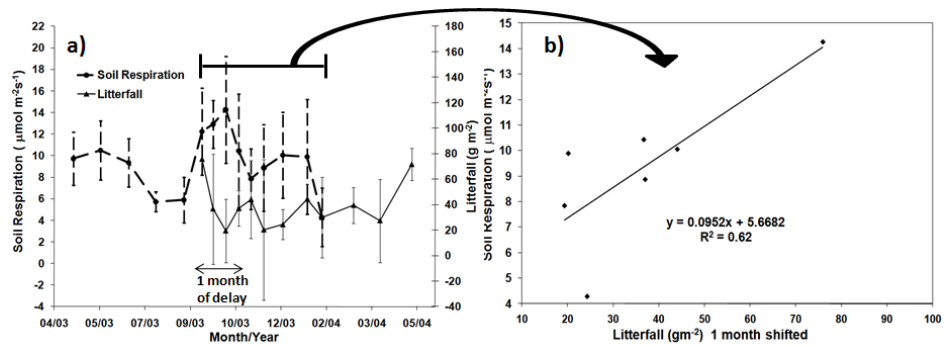 a)
Soil Respiration
Litterfall
Soil Respiration ( μmol m⁻²s⁻¹)
22
20
18
16
14
12
10
8
6
4
2
0
-2
-4
180
160
140
120
100
80
60
40
20
0
-20
-40
Litterfall (g m⁻²)
1 month
of delay
04/03 05/03 07/03 09/03 10/03 12/03 02/04 03/04 05/04
Month/Year
b)
Soil Respiration ( μmol m⁻²s⁻¹)
15
14
13
12
11
10
9
8
7
6
5
4
y = 0.0952x + 5.6682
R² = 0.62
10 20 30 40 50 60 70 80 90 100
Litterfall (gm⁻²) 1 month shifted